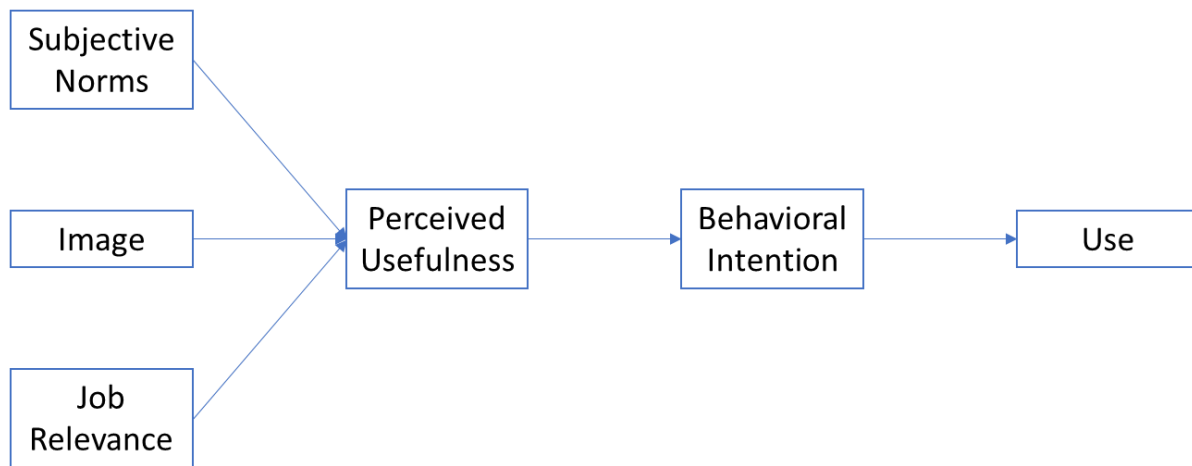 Subjective
Norms
Image
Job
Relevance
Perceived
Usefulness
Behavioral
Intention
Use